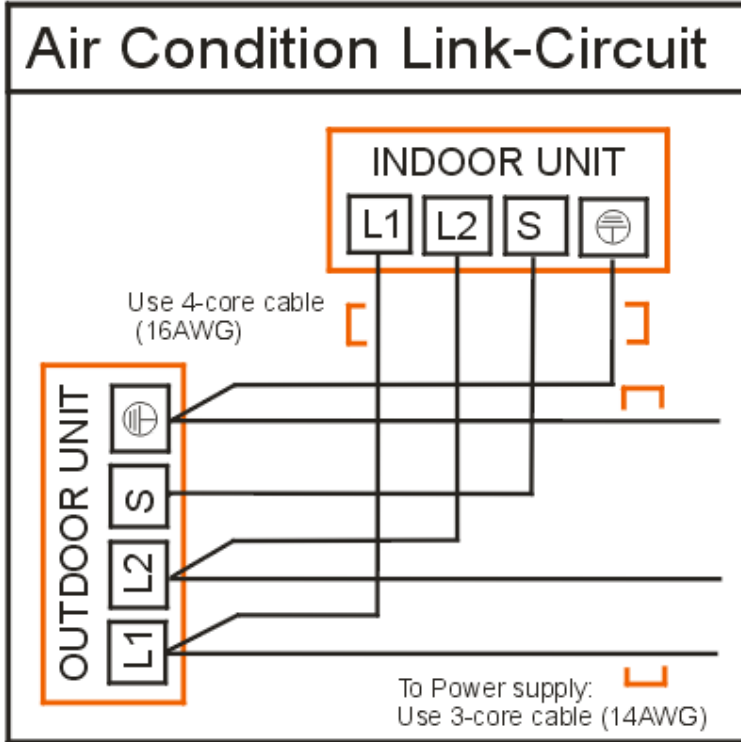 Air Condition Link-Circuit
INDOOR UNIT
L1 L2 S
Use 4-core cable
(16AWG)
OUTDOOR UNIT
S
L2
L1
To Power supply:
Use 3-core cable (14AWG)